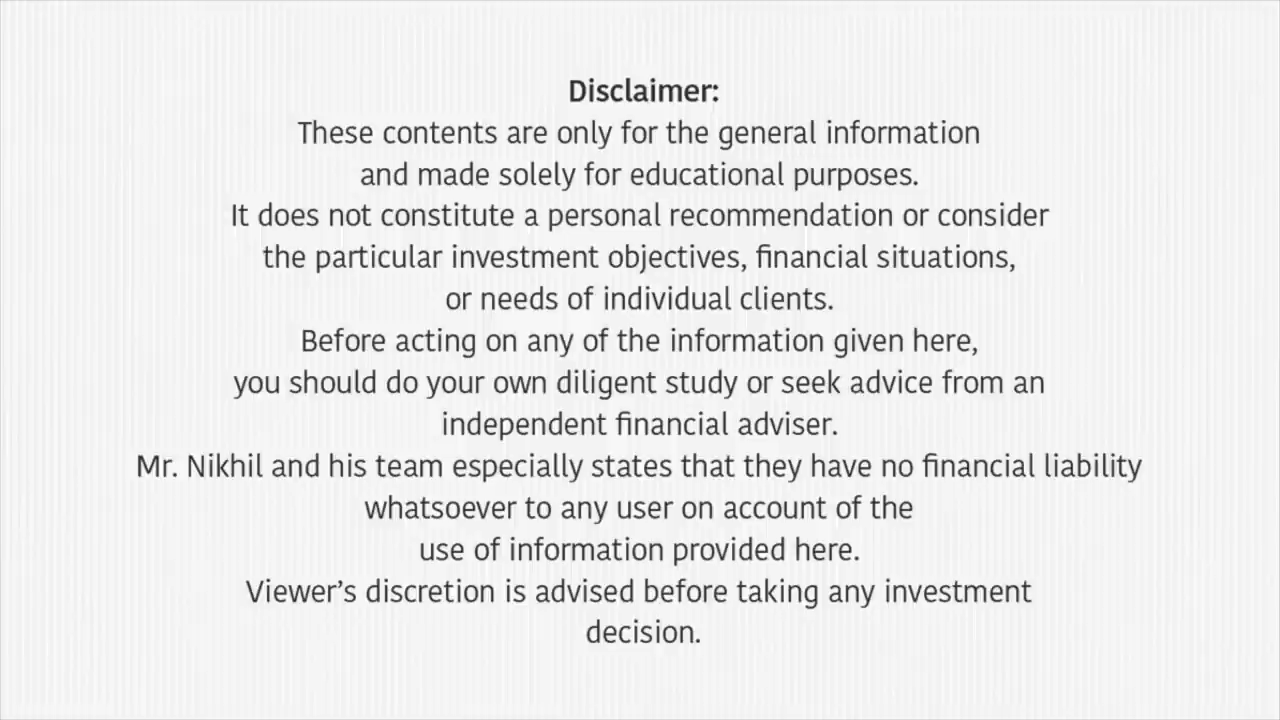 Disclaimer:
These contents are only for the general information
and made solely for educational purposes.
It does not constitute a personal recommendation or consider
the particular investment objectives, financial situations,
or needs of individual clients.
Before acting on any of the information given here,
you should do your own diligent study or seek advice from an
independent financial adviser.
Mr. Nikhil and his team especially states that they have no financial liability
whatsoever to any user on account of the
use of information provided here.
Viewer’s discretion is advised before taking any investment
decision.